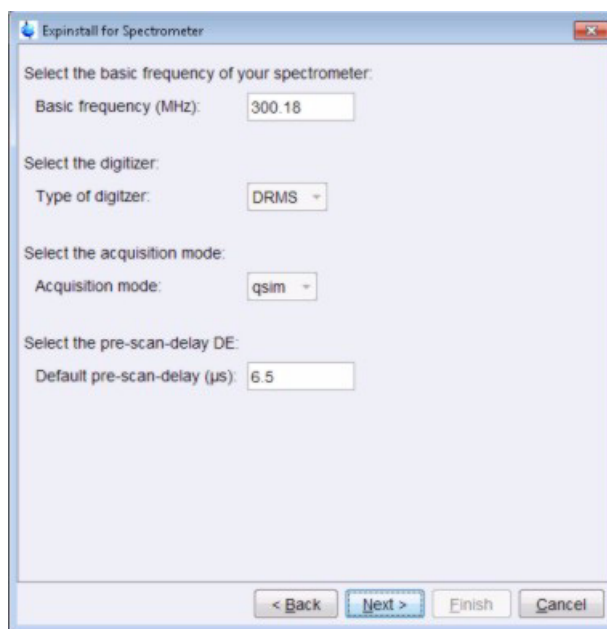 Expinstall for Spectrometer
Select the basic frequency of your spectrometer:
Basic frequency (MHz): 300.18
Select the digitizer:
Type of digitzer: DRMS
Select the acquisition mode:
Acquisition mode: qsim
Select the pre-scan-delay DE:
Default pre-scan-delay (µs): 6.5
< Back Next > Finish Cancel